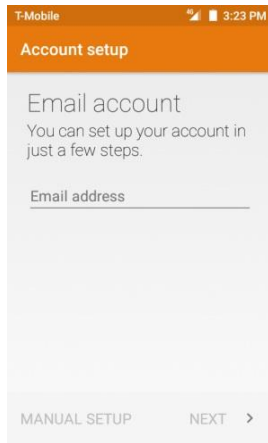 T-Mobile 4G 3:23 PM
Account setup
Email account
You can set up your account in
just a few steps.
Email address
MANUAL SETUP NEXT >